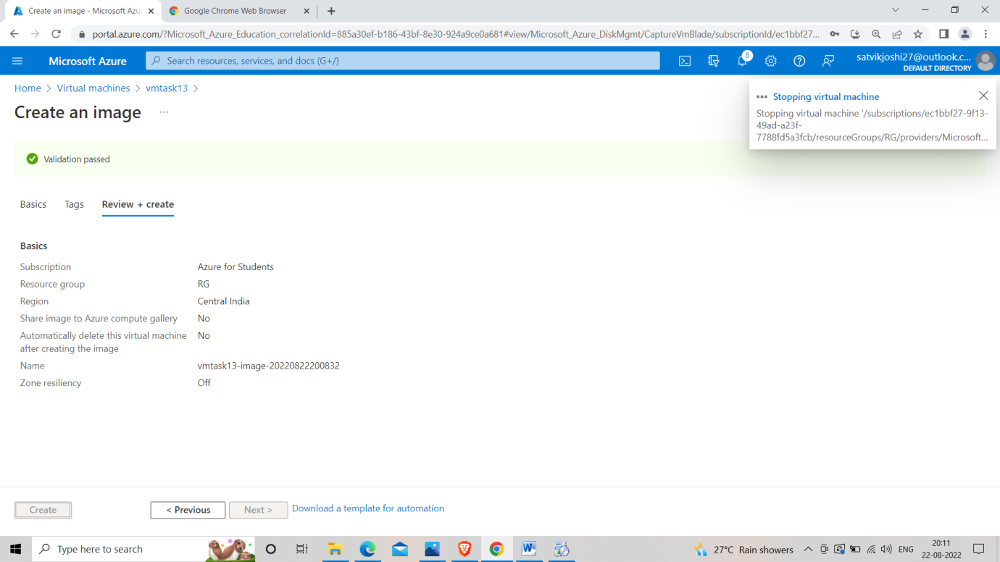 Create an image - Microsoft Azu
Google Chrome Web Browser
portal.azure.com/?Microsoft_Azure_Education_correlationId=885a30ef-b186-43bf-8e30-924a9ce0a681#view/Microsoft_Azure_DiskMgmt/CaptureVmBlade/subscriptionId/ec1bbf27...
Microsoft Azure
Search resources, services, and docs (G+/)
8
satvikjoshi27@outlook.c...
DEFAULT DIRECTORY
Home > Virtual machines > vmtask13 >
Create an image ...
Stopping virtual machine
Stopping virtual machine '/subscriptions/ec1bbf27-9f13-
49ad-a23f-
7788fd5a3fcb/resourceGroups/RG/providers/Microsoft...
Validation passed
Basics Tags Review + create
Basics
Subscription Azure for Students
Resource group RG
Region Central India
Share image to Azure compute gallery No
Automatically delete this virtual machine No
after creating the image
Name vmtask13-image-20220822200832
Zone resiliency Off
Create < Previous Next > Download a template for automation
Type here to search
27°C Rain showers
ENG
20:11
22-08-2022